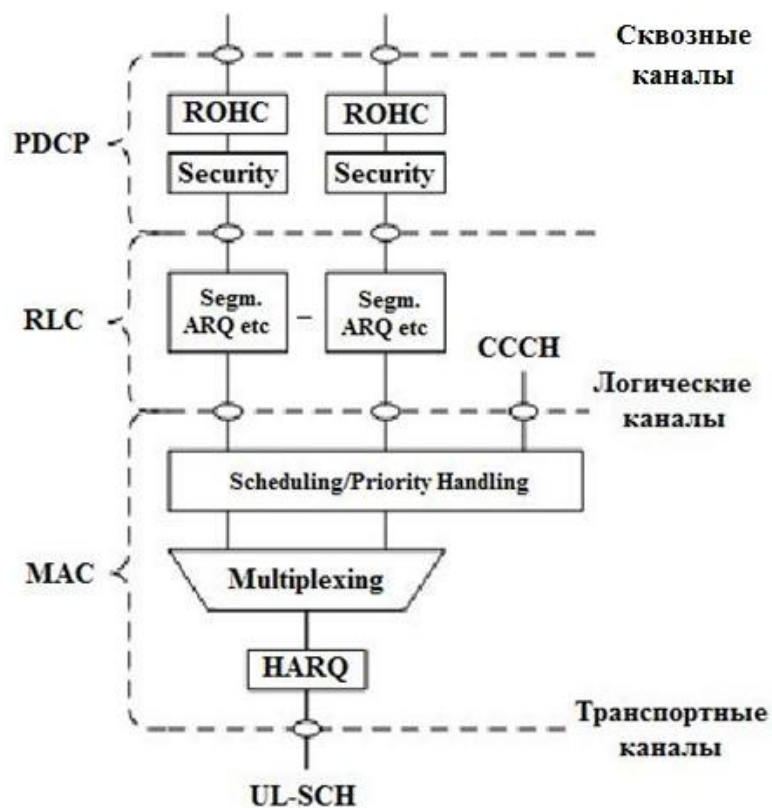 Сквозные
каналы
ROHC
ROHC
PDCP
Security
Security
Segm.
ARQ etc
–
Segm.
ARQ etc
RLC
CCCH
Логические
каналы
Scheduling/Priority Handling
MAC
Multiplexing
HARQ
Транспортные
каналы
UL-SCH